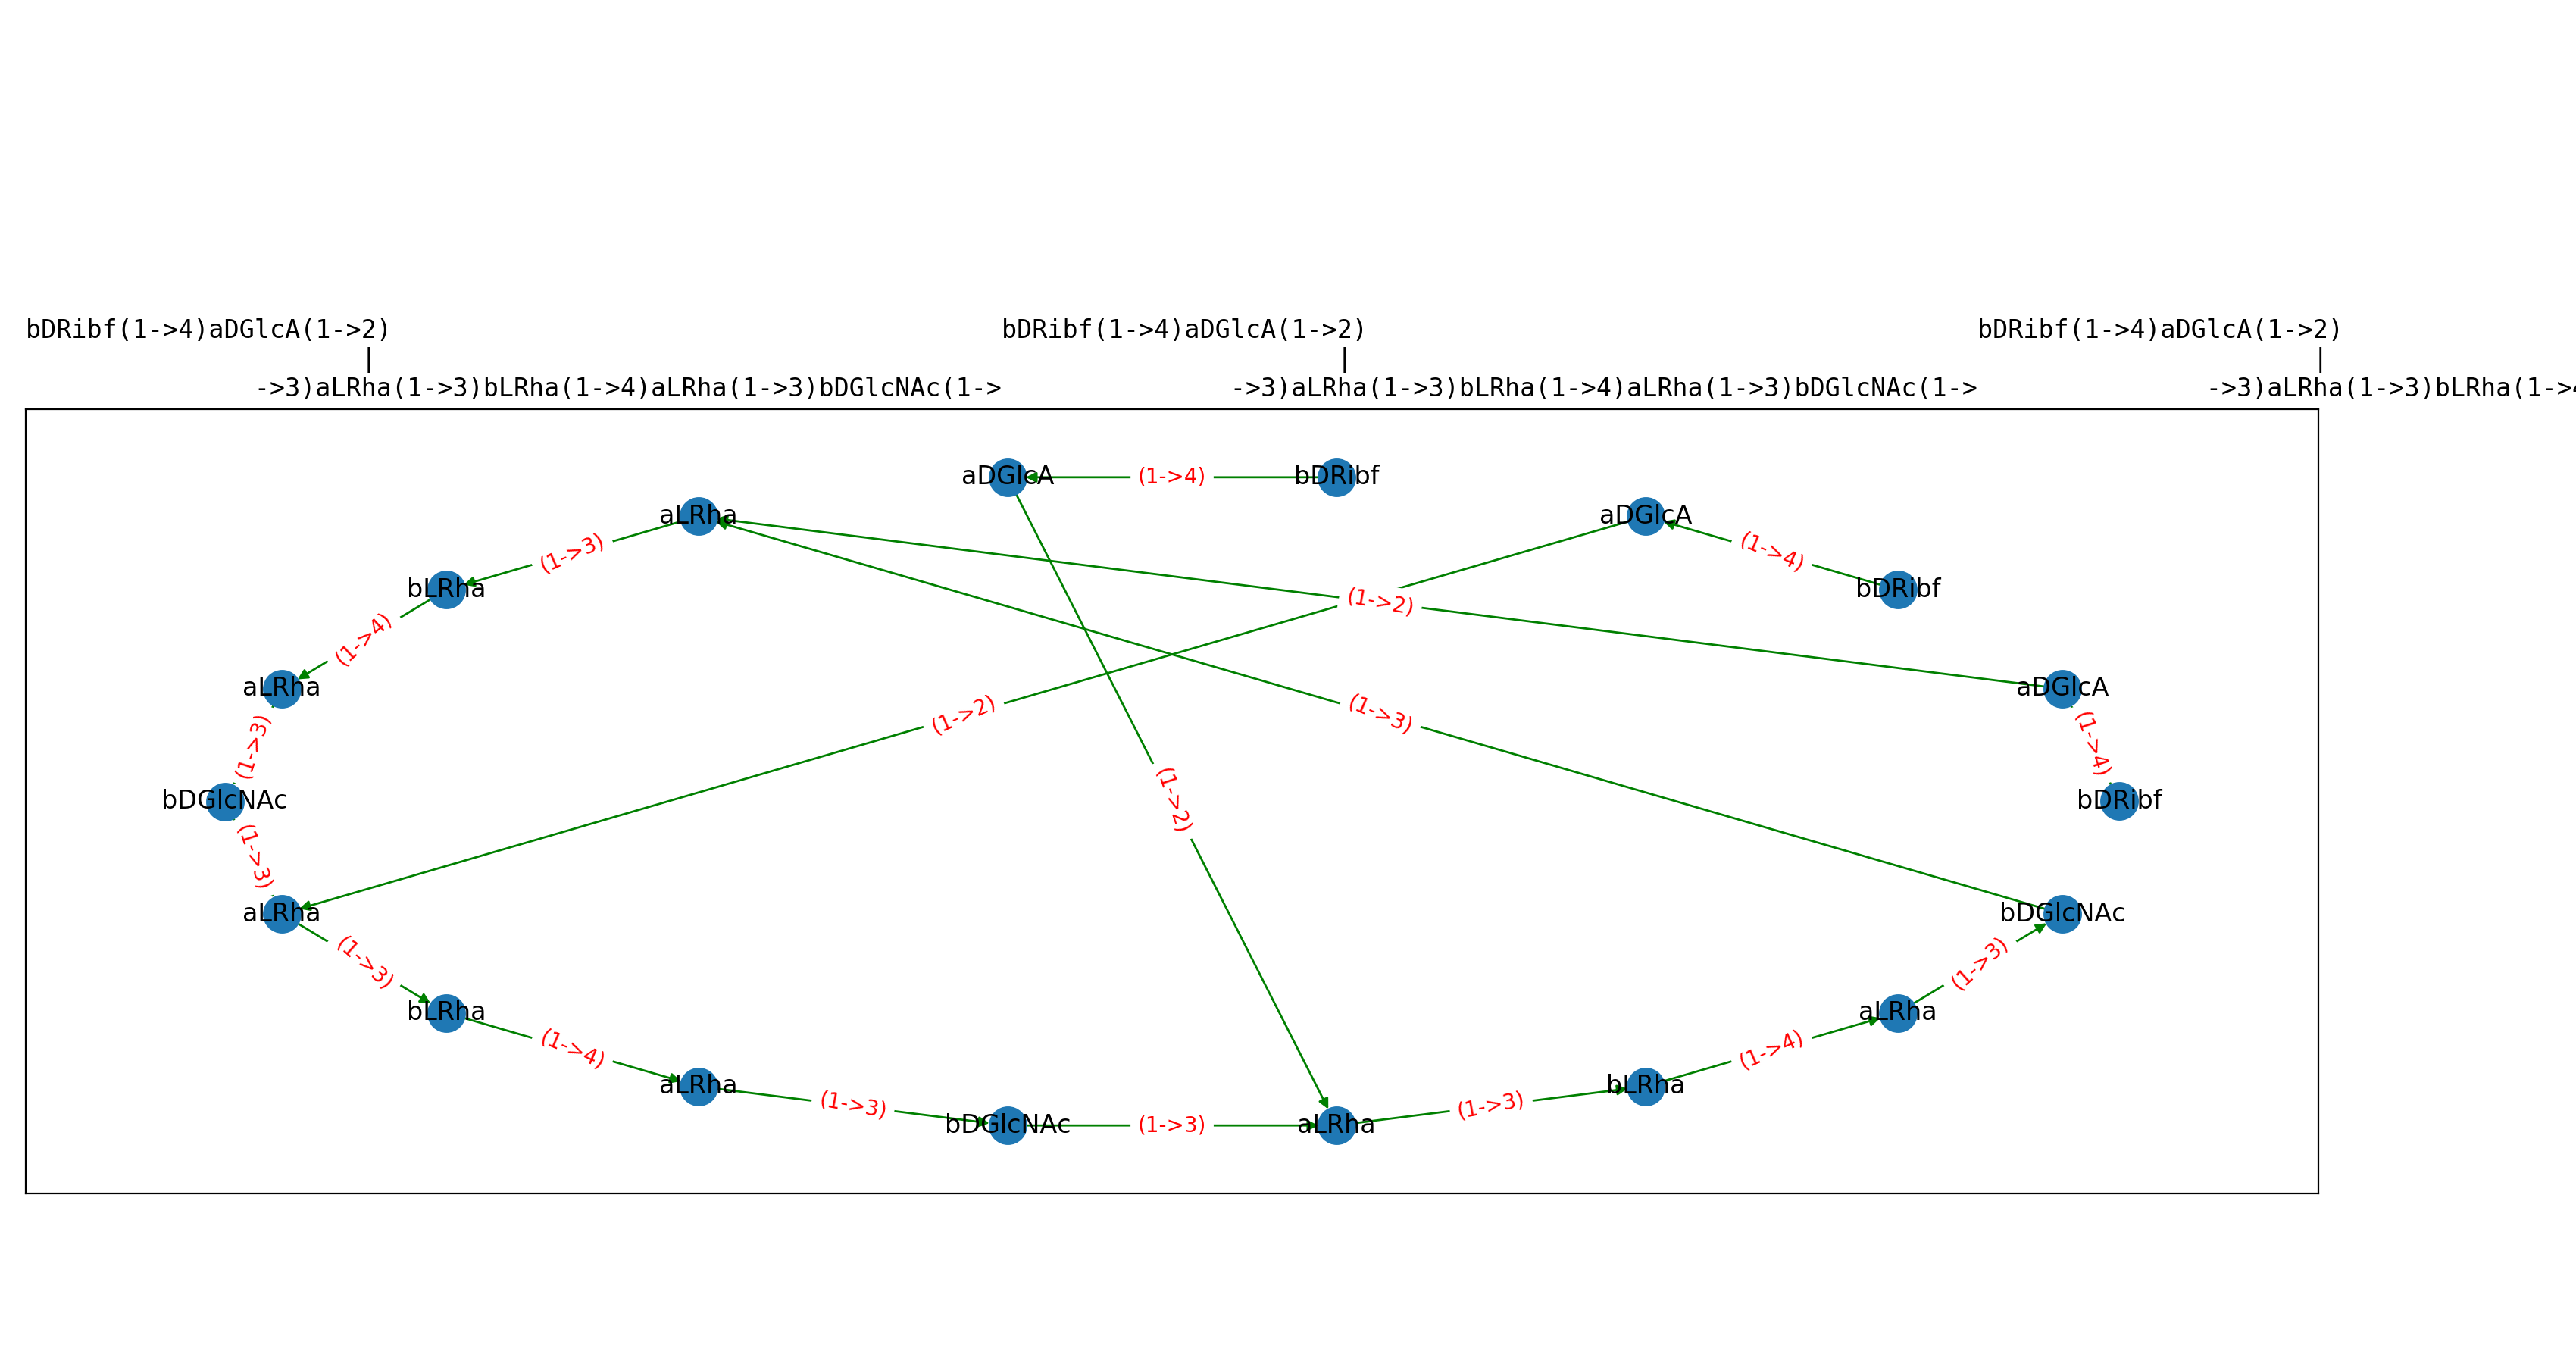 bDRibf(1->4)aDGlcA(1->2) bDRibf(1->4)aDGlcA(1->2) bDRibf(1->4)aDGlcA(1->2)
| | |
->3)aLRha(1->3)bLRha(1->4)aLRha(1->3)bDGlcNAc(1-> ->3)aLRha(1->3)bLRha(1->4)aLRha(1->3)bDGlcNAc(1-> ->3)aLRha(1->3)bLRha(1->4
aDGlcA (1->4) bDRibf
aLRha aDGlcA
(1->3) (1->4)
bLRha bDRibf
(1->2)
(1->4)
aLRha aDGlcA
(1->2) (1->3)
(1->3) (1->4)
bDGlcNAc (1->2) bDRibf
(1->3)
aLRha bDGlcNAc
(1->3) (1->3)
bLRha aLRha
(1->4) (1->4)
aLRha bLRha
(1->3) (1->3)
bDGlcNAc (1->3) aLRha